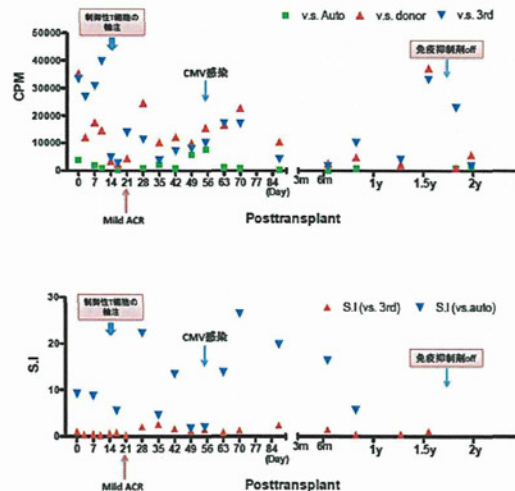 v.s. Auto v.s. donor v.s. 3rd
制御性T細胞の
輸注
免疫抑制剤off
CMV感染
CPM
50000
40000
30000
20000
10000
0
0 7 14 21 28 35 42 49 56 63 70 77 84
(Day)
3m 6m 1y 1.5y 2y
Mild ACR
Posttransplant
制御性T細胞の
輸注
S.I (vs. 3rd) S.I (vs.auto)
CMV感染
免疫抑制剤off
S.I
30
20
10
0
0 7 14 21 28 35 42 49 56 63 70 77 84
(Day)
3m 6m 1y 1.5y 2y
Mild ACR
Posttransplant